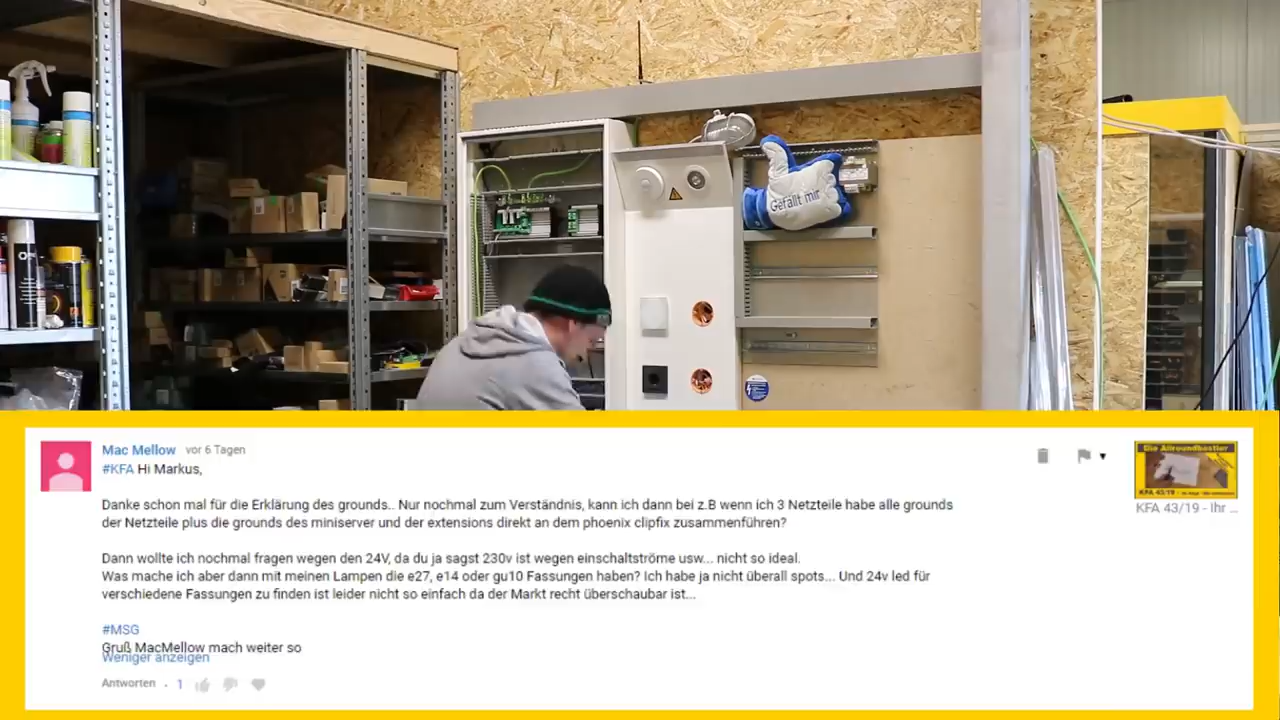 Gefällt mir
Mac Mellow vor 6 Tagen
#KFA Hi Markus,
Danke schon mal für die Erklärung des grounds.. Nur nochmal zum Verständnis, kann ich dann bei z.B wenn ich 3 Netzteile habe alle grounds
der Netzteile plus die grounds des miniserver und der extensions direkt an dem phoenix clipfix zusammenführen?
Dann wollte ich nochmal fragen wegen den 24V, da du ja sagst 230v ist wegen einschaltströme usw... nicht so ideal.
Was mache ich aber dann mit meinen Lampen die e27, e14 oder gu10 Fassungen haben? Ich habe ja nicht überall spots... Und 24v led für
verschiedene Fassungen zu finden ist leider nicht so einfach da der Markt recht überschaubar ist...
#MSG
Gruß MacMellow mach weiter so
Weniger anzeigen
Antworten . 1
Die Allroundbastler
KFA 43/19 -
KFA 43/19 - Ihr ...